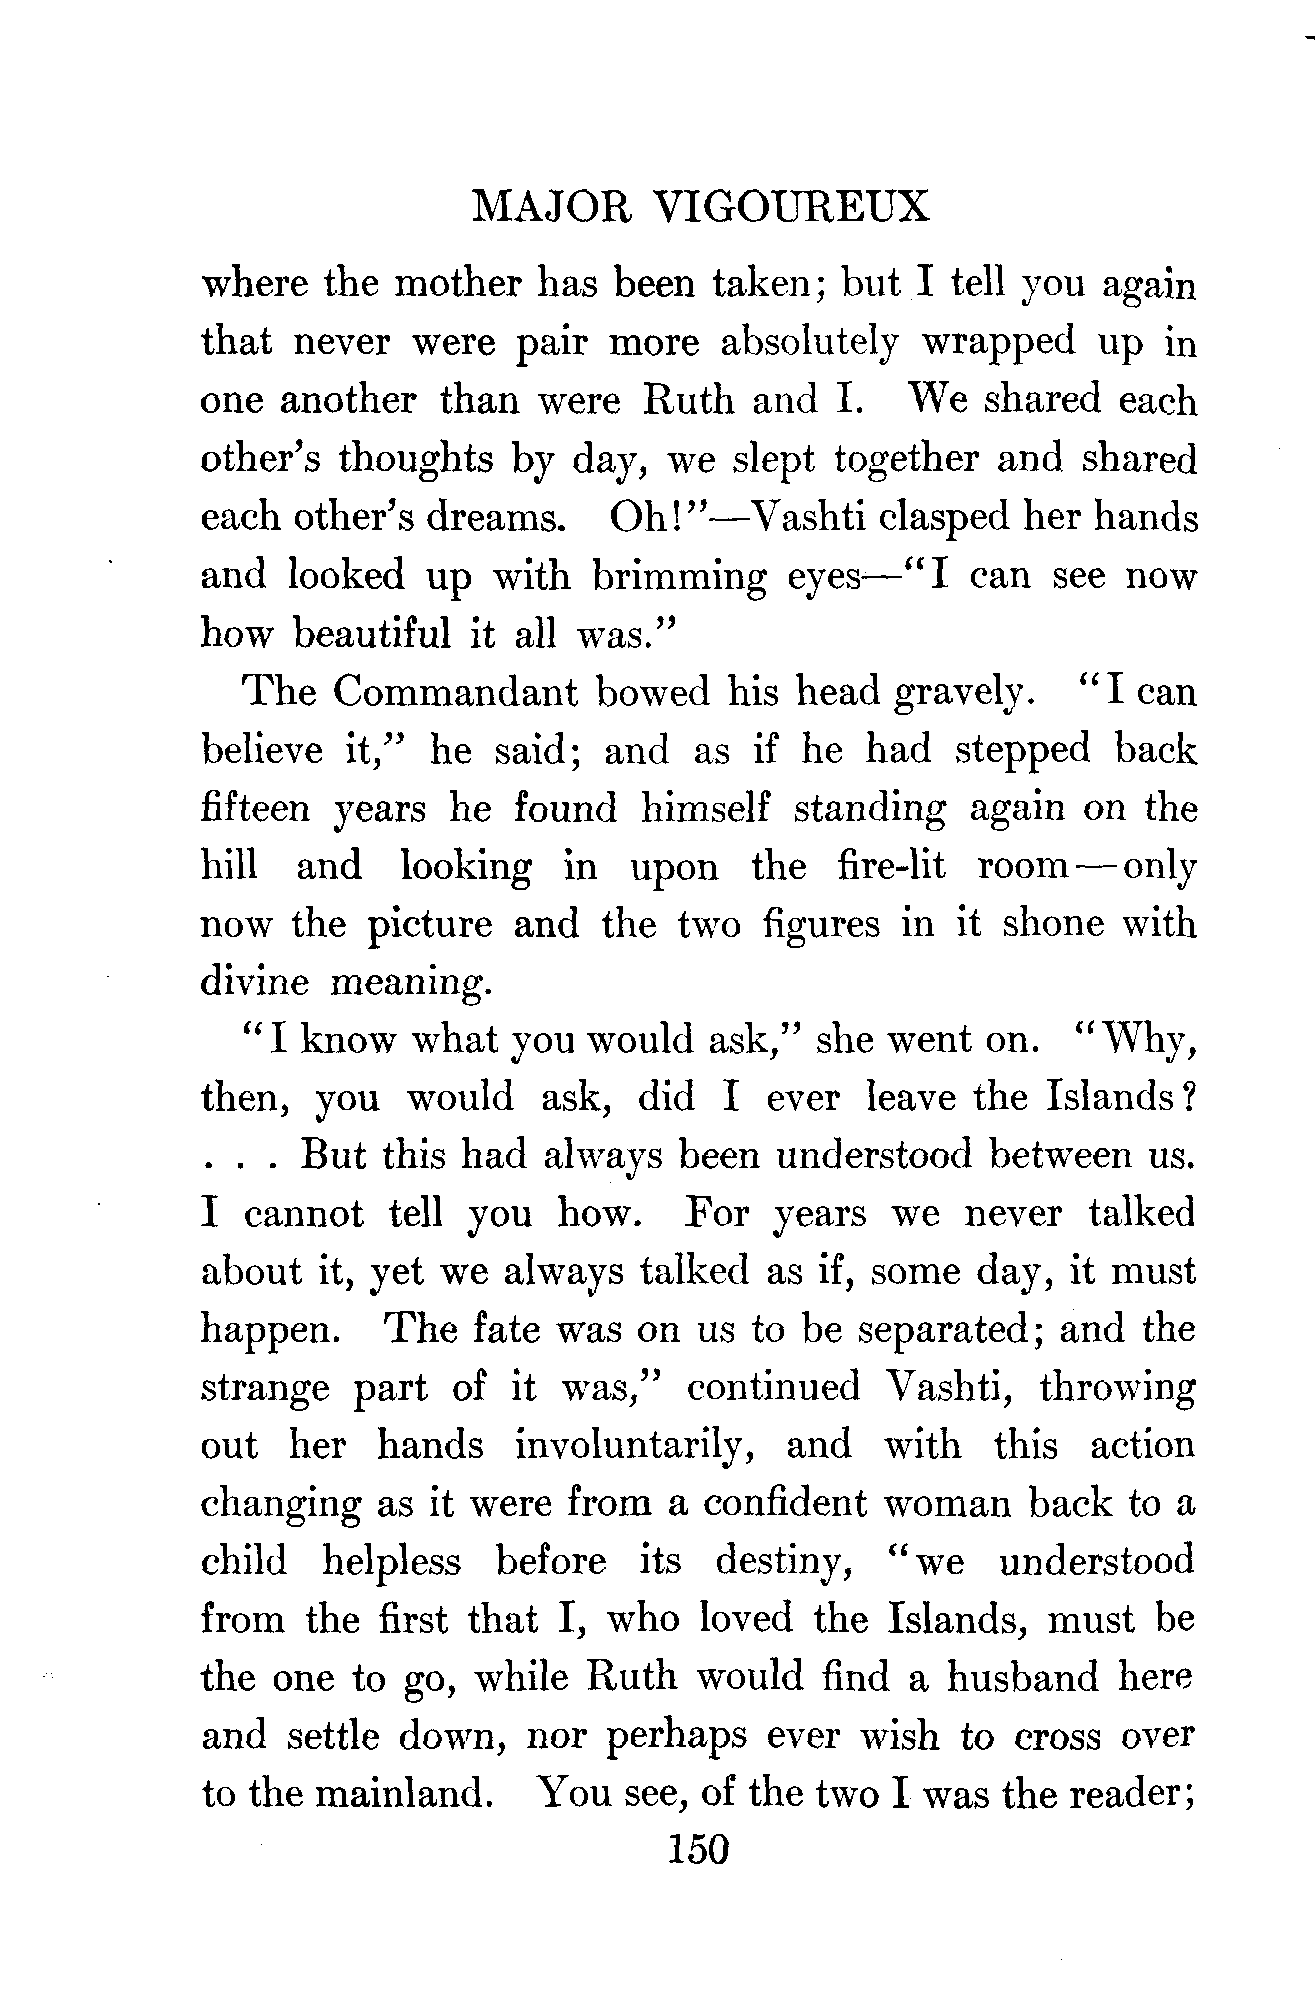 MAJOR VIGOUREUX
where the mother has been taken; but I tell you again
that never were pair more absolutely wrapped up in
one another than were Ruth and I. We shared each
other's thoughts by day, we slept together and shared
each other's dreams. Oh!"—Vashti clasped her hands
and looked up with brimming eyes—"I can see now
how beautiful it all was."
The Commandant bowed his head gravely. "I can
believe it," he said; and as if he had stepped back
fifteen years he found himself standing again on the
hill and looking in upon the fire-lit room—only
now the picture and the two figures in it shone with
divine meaning.
"I know what you would ask," she went on. "Why,
then, you would ask, did I ever leave the Islands?
. . . But this had always been understood between us.
I cannot tell you how. For years we never talked
about it, yet we always talked as if, some day, it must
happen. The fate was on us to be separated; and the
strange part of it was," continued Vashti, throwing
out her hands involuntarily, and with this action
changing as it were from a confident woman back to a
child helpless before its destiny, "we understood
from the first that I, who loved the Islands, must be
the one to go, while Ruth would find a husband here
and settle down, nor perhaps ever wish to cross over
to the mainland. You see, of the two I was the reader;
150